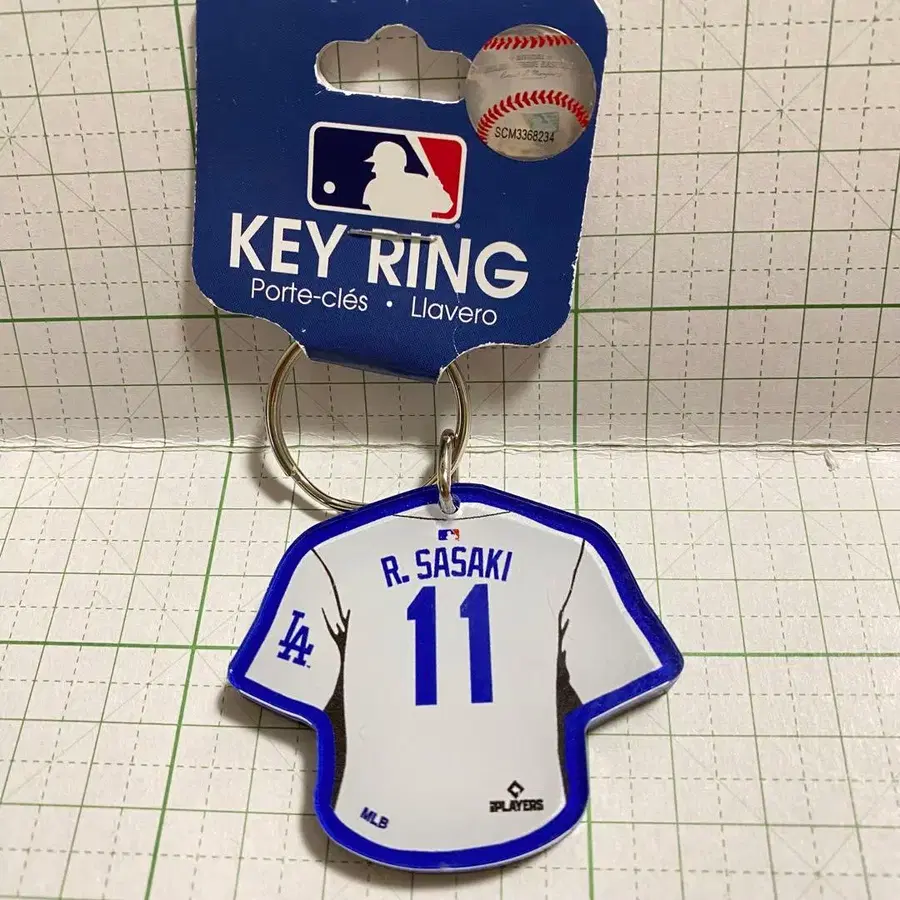 SCM3368234
KEY RING
Porte-clés • Llavero
R. SASAKI
11
LA
MLB
PLAYERS